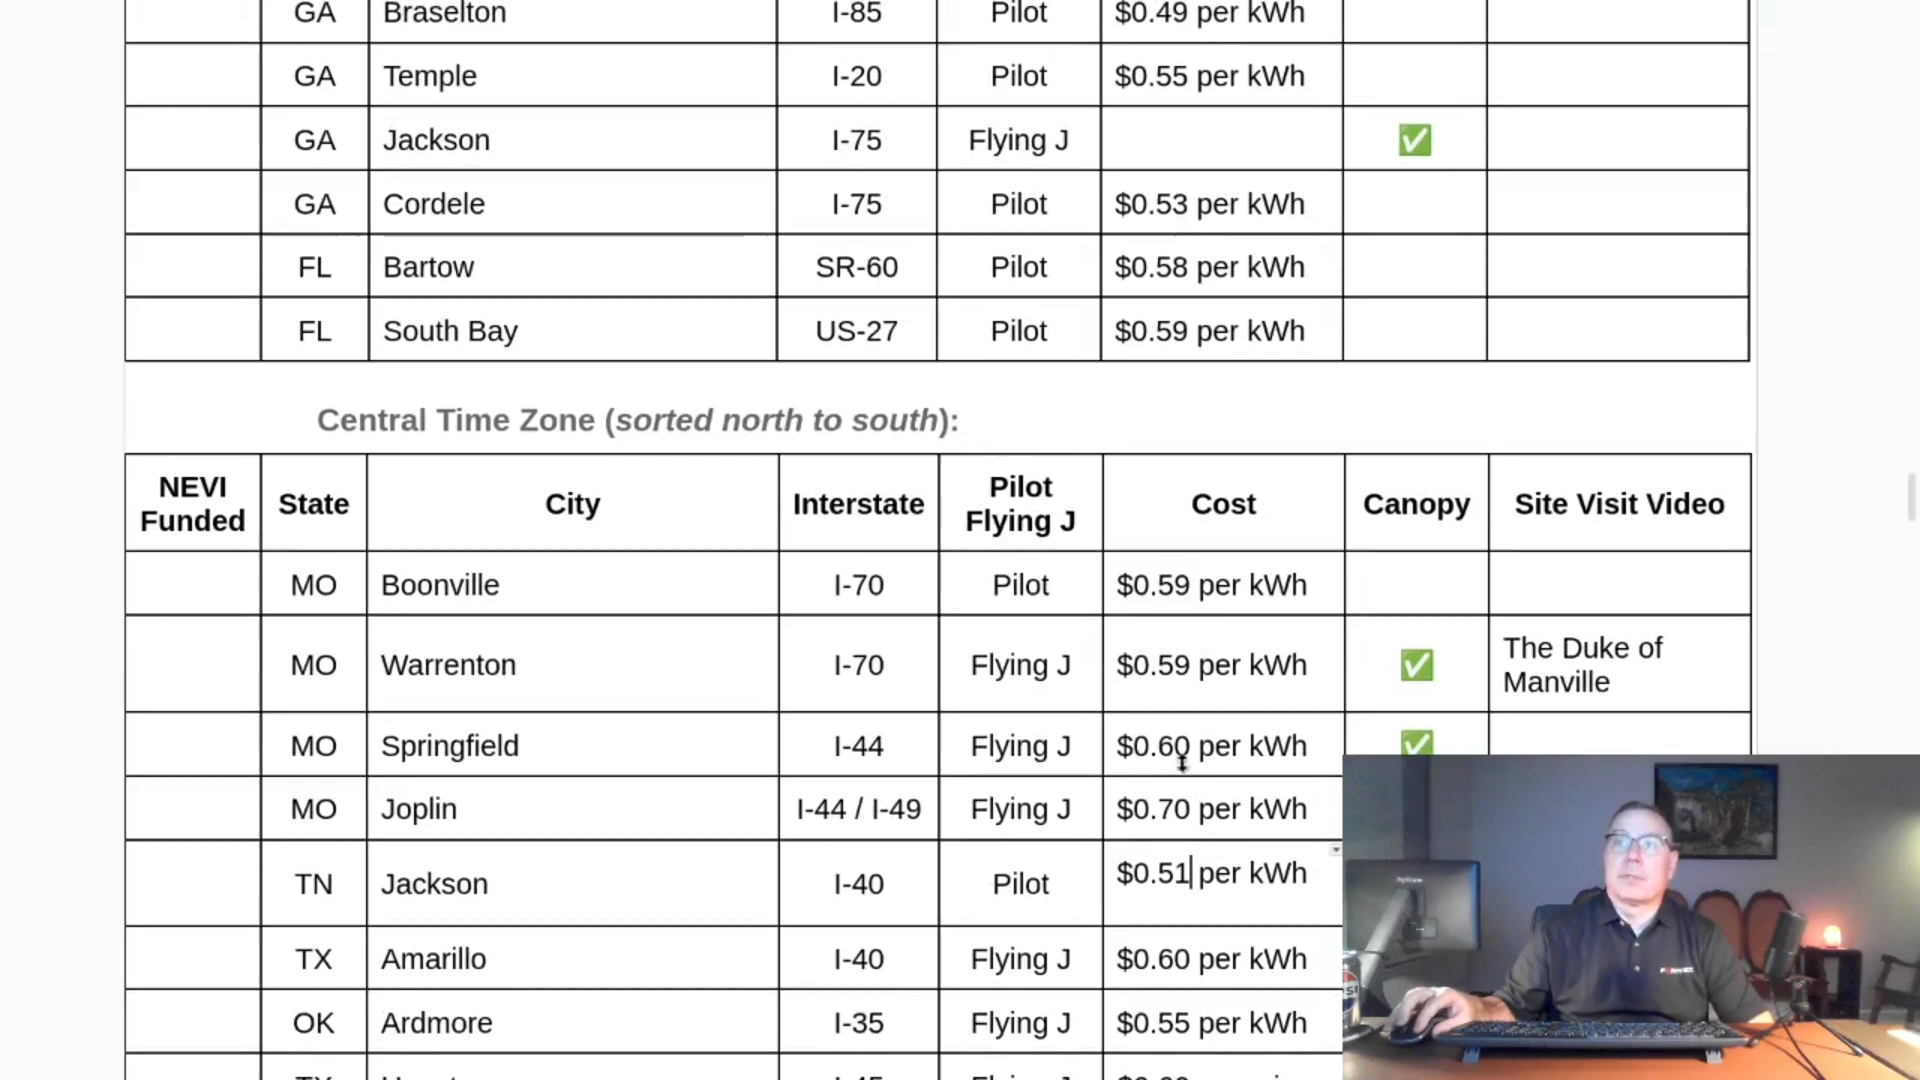 GA Braselton I-85 Pilot $0.49 per kWh
GA Temple I-20 Pilot $0.55 per kWh
GA Jackson I-75 Flying J ✅
GA Cordele I-75 Pilot $0.53 per kWh
FL Bartow SR-60 Pilot $0.58 per kWh
FL South Bay US-27 Pilot $0.59 per kWh
Central Time Zone (sorted north to south):
NEVI Funded State City Interstate Pilot Flying J Cost Canopy Site Visit Video
MO Boonville I-70 Pilot $0.59 per kWh
MO Warrenton I-70 Flying J $0.59 per kWh ✅ The Duke of Manville
MO Springfield I-44 Flying J $0.60 per kWh ✅
MO Joplin I-44 / I-49 Flying J $0.70 per kWh
TN Jackson I-40 Pilot $0.51 per kWh
TX Amarillo I-40 Flying J $0.60 per kWh
OK Ardmore I-35 Flying J $0.55 per kWh